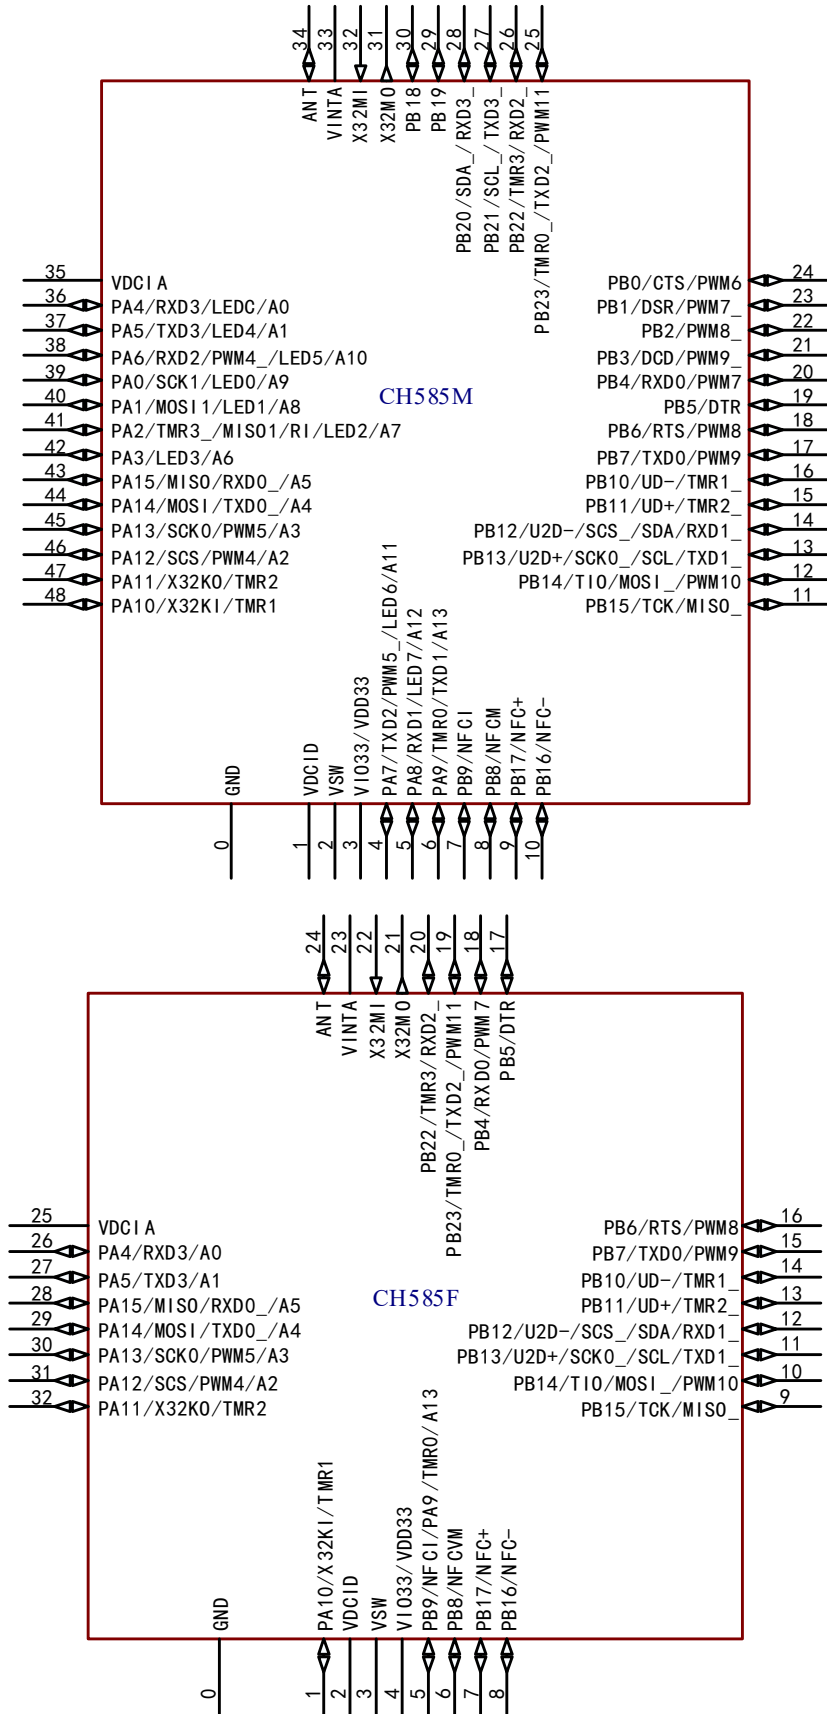 34 33 32 31 30 29 28 27 26 25
ANT
VINTA
X32MI
X32MO
PB18
PB19
PB20/SDA_/RXD3_
PB21/SCL_/TXD3_
PB22/TMR3/RXD2_
PB23/TMR0_/TXD2_/PWM11
35 VDCIA
36 PA4/RXD3/LEDC/A0
37 PA5/TXD3/LED4/A1
38 PA6/RXD2/PWM4_/LED5/A10
39 PA0/SCK1/LED0/A9
40 PA1/MOSI1/LED1/A8
41 PA2/TMR3_/MISO1/RI/LED2/A7
42 PA3/LED3/A6
43 PA15/MISO/RXD0_/A5
44 PA14/MOSI/TXD0_/A4
45 PA13/SCK0/PWM5/A3
46 PA12/SCS/PWM4/A2
47 PA11/X32KO/TMR2
48 PA10/X32KI/TMR1
CH585M
PB0/CTS/PWM6 24
PB1/DSR/PWM7_ 23
PB2/PWM8_ 22
PB3/DCD/PWM9_ 21
PB4/RXD0/PWM7 20
PB5/DTR 19
PB6/RTS/PWM8 18
PB7/TXD0/PWM9 17
PB10/UD-/TMR1_ 16
PB11/UD+/TMR2_ 15
PB12/U2D-/SCS_/SDA/RXD1_ 14
PB13/U2D+/SCK0_/SCL/TXD1_ 13
PB14/TIO/MOSI_/PWM10 12
PB15/TCK/MISO_ 11
GND
VDCID
VSW
VIO33/VDD33
PA7/TXD2/PWM5_/LED6/A11
PA8/RXD1/LED7/A12
PA9/TMR0/TXD1/A13
PB9/NFCI
PB8/NFCM
PB17/NFC+
PB16/NFC-
0 1 2 3 4 5 6 7 8 9 10
24 23 22 21 20 19 18 17
ANT
VINTA
X32MI
X32MO
PB22/TMR3/RXD2_
PB23/TMR0_/TXD2_/PWM11
PB4/RXD0/PWM7
PB5/DTR
25 VDCIA
26 PA4/RXD3/A0
27 PA5/TXD3/A1
28 PA15/MISO/RXD0_/A5
29 PA14/MOSI/TXD0_/A4
30 PA13/SCK0/PWM5/A3
31 PA12/SCS/PWM4/A2
32 PA11/X32KO/TMR2
CH585F
PB6/RTS/PWM8 16
PB7/TXD0/PWM9 15
PB10/UD-/TMR1_ 14
PB11/UD+/TMR2_ 13
PB12/U2D-/SCS_/SDA/RXD1_ 12
PB13/U2D+/SCK0_/SCL/TXD1_ 11
PB14/TIO/MOSI_/PWM10 10
PB15/TCK/MISO_ 9
GND
PA10/X32KI/TMR1
VDCID
VSW
VIO33/VDD33
PB9/NFCI/PA9/TMR0/A13
PB8/NFCVM
PB17/NFC+
PB16/NFC-
0 1 2 3 4 5 6 7 8